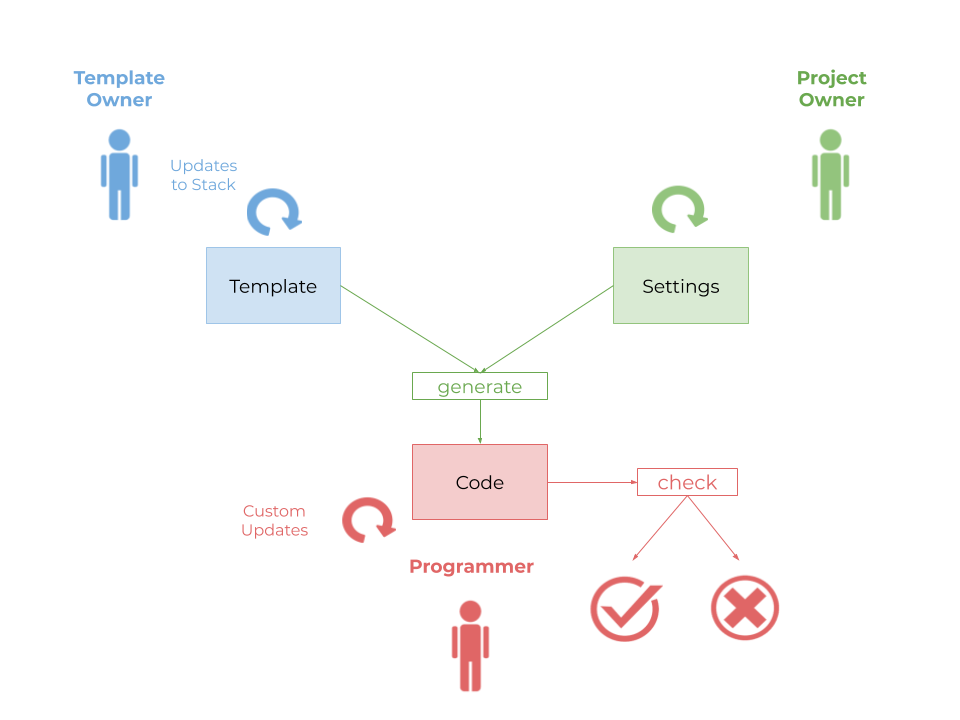 Template
Owner
Project
Owner
Updates
to Stack
Template
Settings
generate
Code
check
Custom
Updates
Programmer